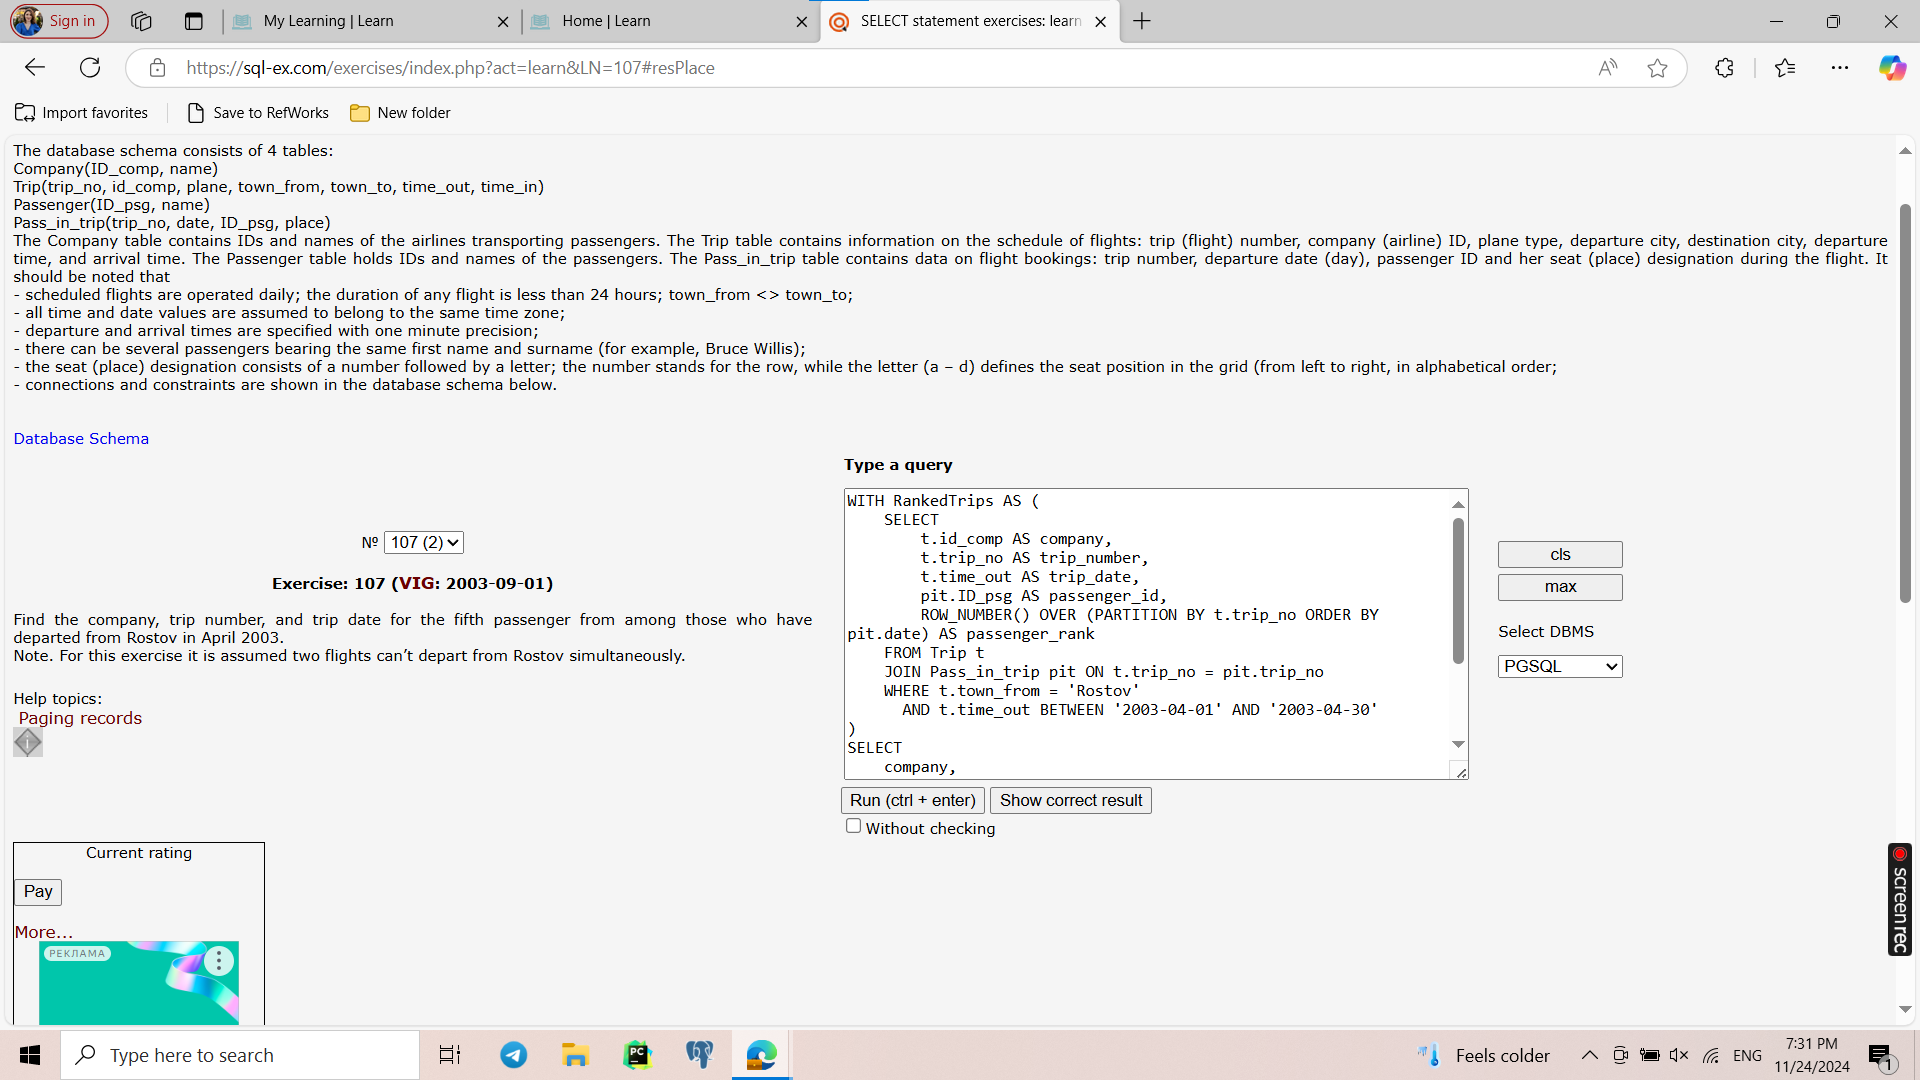 Sign in
My Learning | Learn
Home | Learn
SELECT statement exercises: learn
https://sql-ex.com/exercises/index.php?act=learn&LN=107#resPlace
Import favorites
Save to RefWorks
New folder
The database schema consists of 4 tables:
Company(ID_comp, name)
Trip(trip_no, id_comp, plane, town_from, town_to, time_out, time_in)
Passenger(ID_psg, name)
Pass_in_trip(trip_no, date, ID_psg, place)
The Company table contains IDs and names of the airlines transporting passengers. The Trip table contains information on the schedule of flights: trip (flight) number, company (airline) ID, plane type, departure city, destination city, departure
time, and arrival time. The Passenger table holds IDs and names of the passengers. The Pass_in_trip table contains data on flight bookings: trip number, departure date (day), passenger ID and her seat (place) designation during the flight. It
should be noted that
- scheduled flights are operated daily; the duration of any flight is less than 24 hours; town_from <> town_to;
- all time and date values are assumed to belong to the same time zone;
- departure and arrival times are specified with one minute precision;
- there can be several passengers bearing the same first name and surname (for example, Bruce Willis);
- the seat (place) designation consists of a number followed by a letter; the number stands for the row, while the letter (a – d) defines the seat position in the grid (from left to right, in alphabetical order;
- connections and constraints are shown in the database schema below.
Database Schema
№ 107 (2)
Exercise: 107 (VIG: 2003-09-01)
Find the company, trip number, and trip date for the fifth passenger from among those who have
departed from Rostov in April 2003.
Note. For this exercise it is assumed two flights can’t depart from Rostov simultaneously.
Help topics:
Paging records
Type a query
WITH RankedTrips AS (
SELECT
t.id_comp AS company,
t.trip_no AS trip_number,
t.time_out AS trip_date,
pit.ID_psg AS passenger_id,
ROW_NUMBER() OVER (PARTITION BY t.trip_no ORDER BY
pit.date) AS passenger_rank
FROM Trip t
JOIN Pass_in_trip pit ON t.trip_no = pit.trip_no
WHERE t.town_from = 'Rostov'
AND t.time_out BETWEEN '2003-04-01' AND '2003-04-30'
)
SELECT
company,
cls
max
Select DBMS
PGSQL
Run (ctrl + enter)
Show correct result
Without checking
Current rating
Pay
More...
РЕКЛАМА
screenrec
Type here to search
PC
Feels colder
ENG
7:31 PM
11/24/2024
1